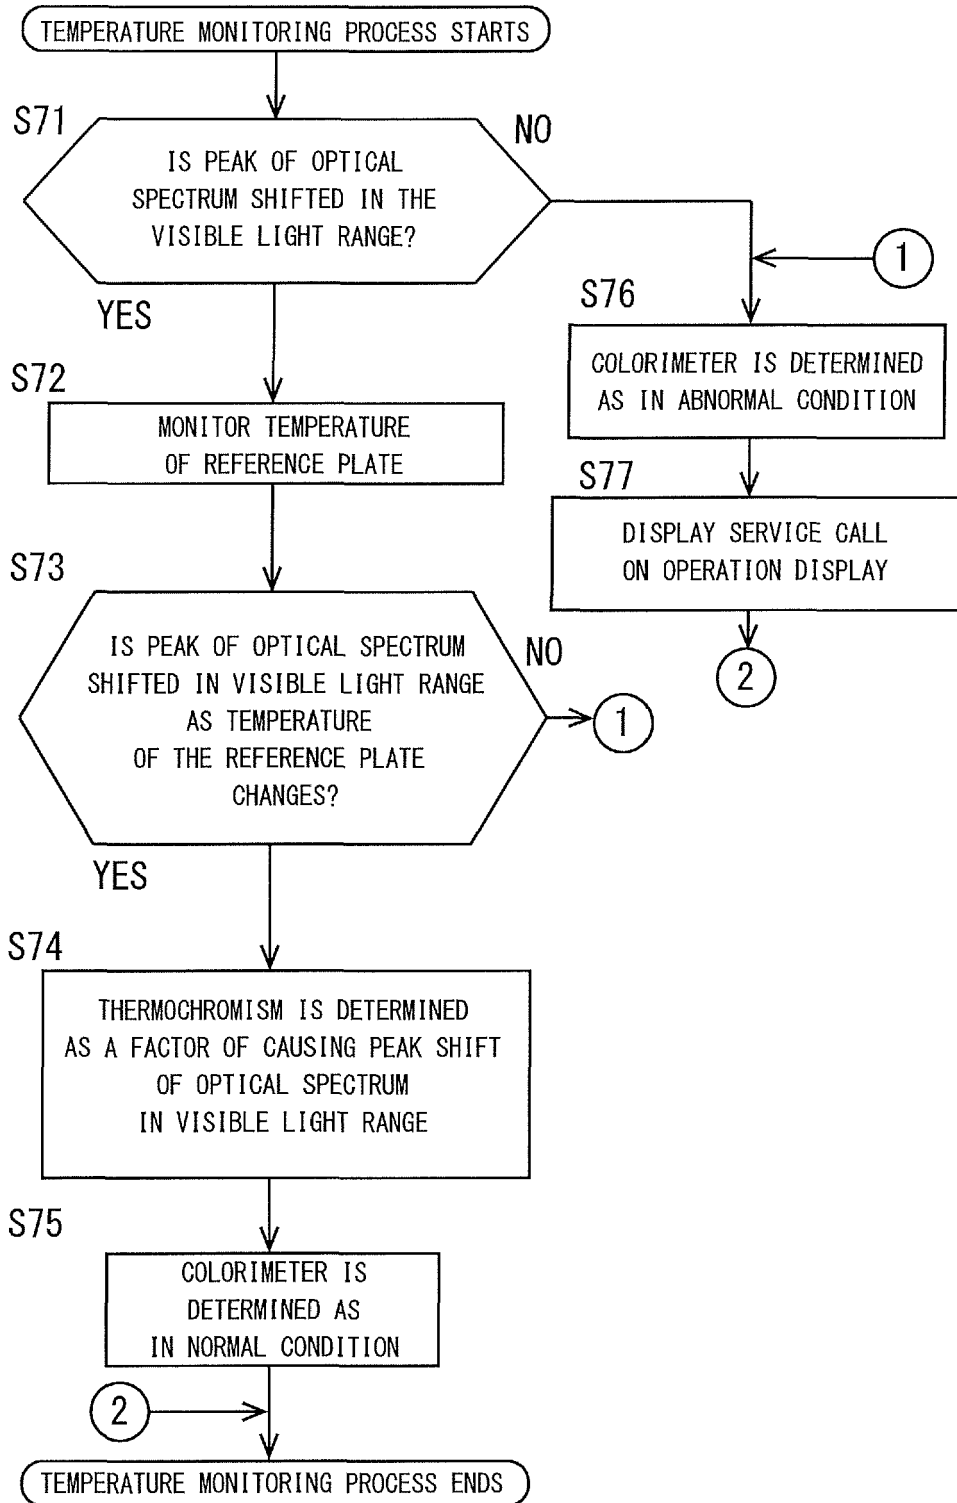 TEMPERATURE MONITORING PROCESS STARTS
S71
IS PEAK OF OPTICAL
SPECTRUM SHIFTED IN THE
VISIBLE LIGHT RANGE?
NO
YES
1
S76
COLORIMETER IS DETERMINED
AS IN ABNORMAL CONDITION
S72
MONITOR TEMPERATURE
OF REFERENCE PLATE
S77
DISPLAY SERVICE CALL
ON OPERATION DISPLAY
2
S73
IS PEAK OF OPTICAL SPECTRUM
SHIFTED IN VISIBLE LIGHT RANGE
AS TEMPERATURE
OF THE REFERENCE PLATE
CHANGES?
NO
1
YES
S74
THERMOCHROMISM IS DETERMINED
AS A FACTOR OF CAUSING PEAK SHIFT
OF OPTICAL SPECTRUM
IN VISIBLE LIGHT RANGE
S75
COLORIMETER IS
DETERMINED AS
IN NORMAL CONDITION
2
TEMPERATURE MONITORING PROCESS ENDS